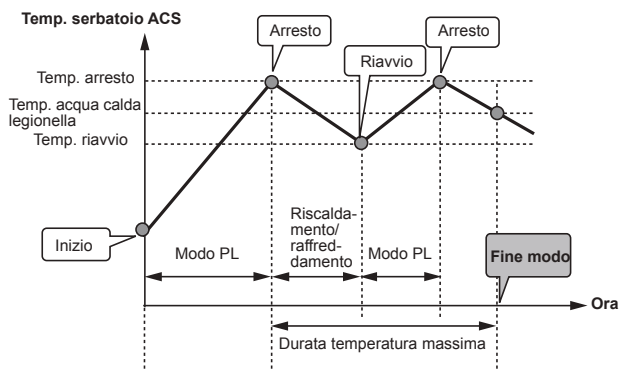 Temp. serbatoio ACS
Arresto
Arresto
Riavvio
Temp. arresto
Temp. acqua calda
legionella
Temp. riavvio
Inizio
Modo PL
Riscalda-
mento/
raffred-
damento
Modo PL
Fine modo
Ora
Durata temperatura massima